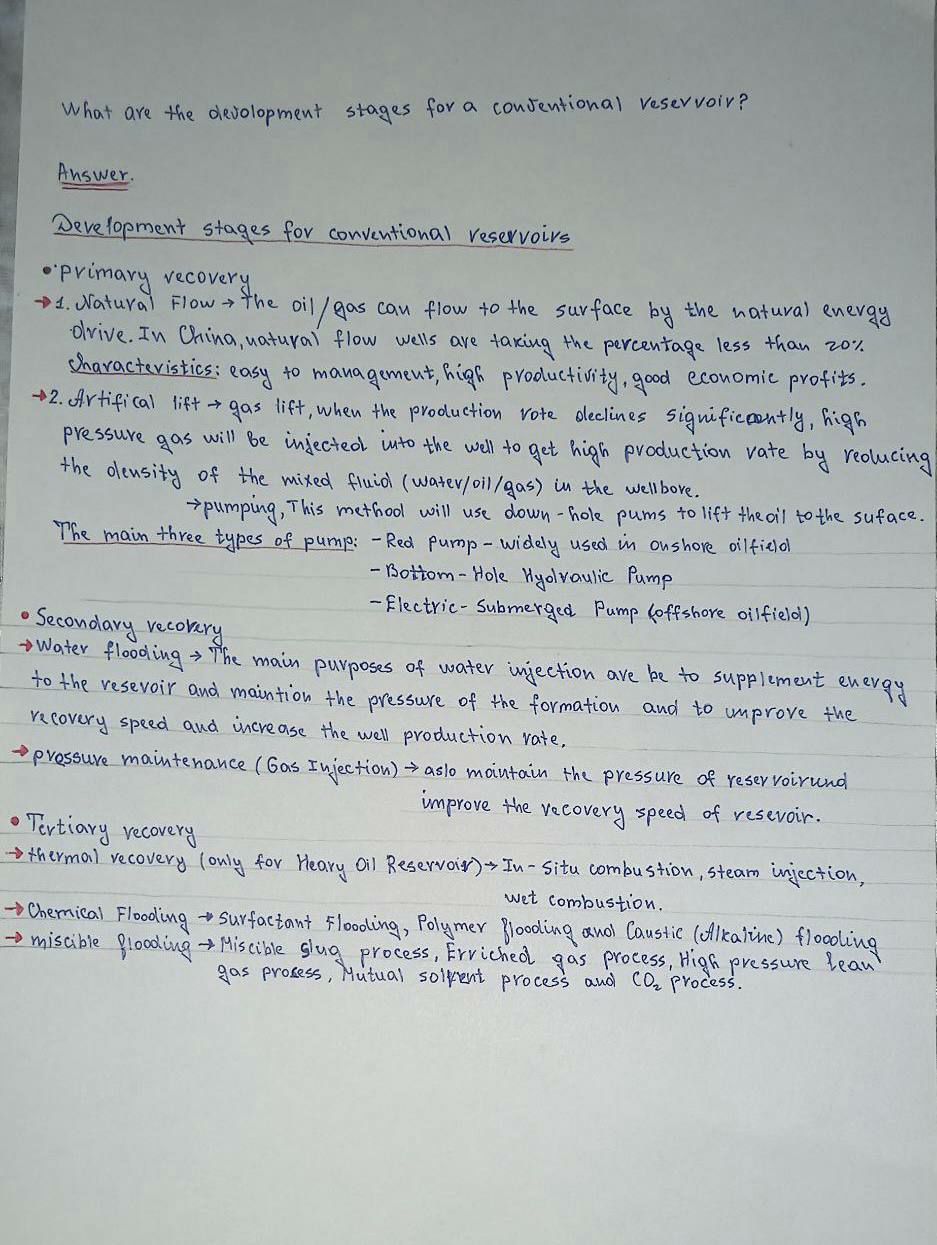 What are the devolopment stages for a conventional reservoir?
Answer.
Development stages for conventional reservoirs
• primary recovery
→ 1. Natural Flow → The oil/gas can flow to the surface by the natural energy
drive. In China, natural flow wells are taking the percentage less than 20%
characteristics: easy to management, high productivity, good economic profits.
→ 2. Artifical lift → gas lift, when the production rate declines significantly, high
pressure gas will be injected into the well to get high production rate by reducing
the density of the mixed fluid (water/oil/gas) in the wellbore.
→ pumping, This method will use down-hole pums to lift the oil to the suface.
The main three types of pump: - Red pump - widely used in onshore oilfield
- Bottom-Hole Hydraulic Pump
- Electric-Submerged Pump (offshore oilfield)
• Secondary recovery
→ Water flooding → The main purposes of water injection are be to supplement energy
to the resevoir and maintion the pressure of the formation and to improve the
recovery speed and increase the well production rate,
→ pressure maintenance (Gas Injection) → aslo maintain the pressure of reservoir und
improve the recovery speed of resevoir.
• Tertiary recovery
→ thermal recovery (only for Heary Oil Reservoir) → In-Situ combustion, steam injection,
wet combustion.
→ Chemical Flooding → surfactant Flooding, Polymer flooding and Caustic (Alkaline) flooding
→ miscible flooding → Miscible slug process, Erriched gas process, High pressure lean
gas prosess, Mutual solvent process and CO₂ process.